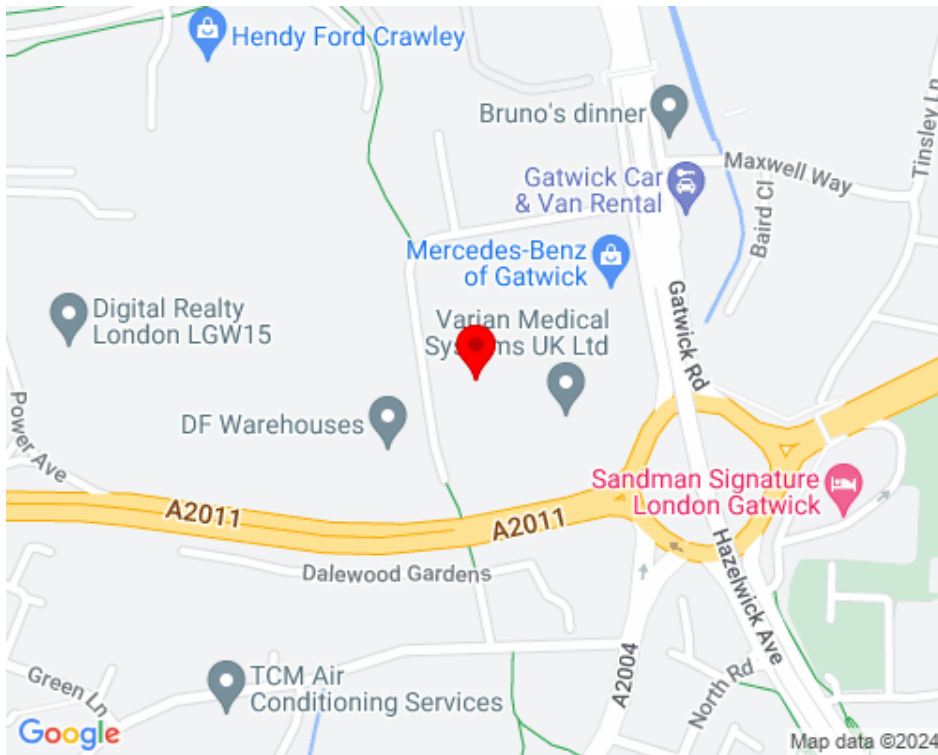 Hendy Ford Crawley
Bruno's dinner
Tinsley Ln
Maxwell Way
Gatwick Car
& Van Rental
Baird Cl
Mercedes-Benz
of Gatwick
Digital Realty
London LGW15
Varian Medical
Systems UK Ltd
Gatwick Rd
Power Ave
DF Warehouses
Sandman Signature
London Gatwick
A2011
A2011
Dalewood Gardens
Hazelwick Ave
A2004
North Rd
Green Ln
TCM Air
Conditioning Services
Google
Map data ©2024